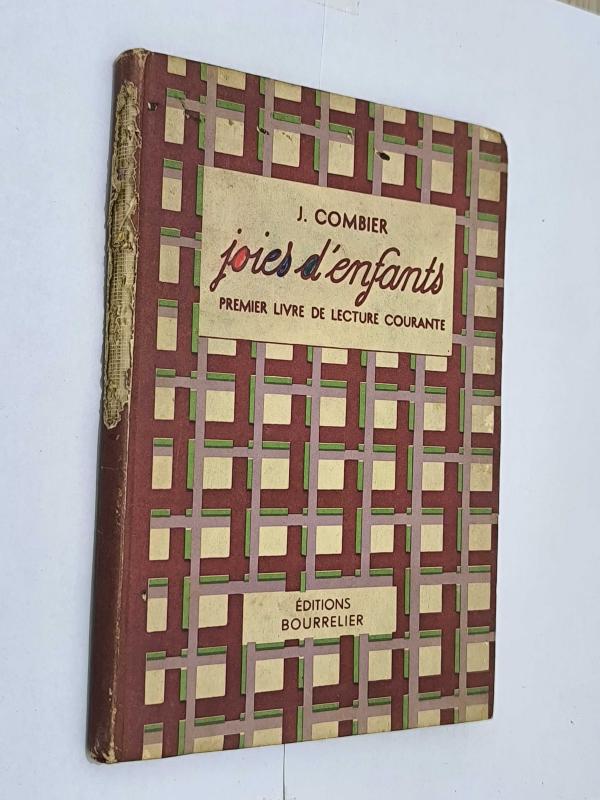 J. COMBIER
joies d'enfants
PREMIER LIVRE DE LECTURE COURANTE
ÉDITIONS
BOURRELIER